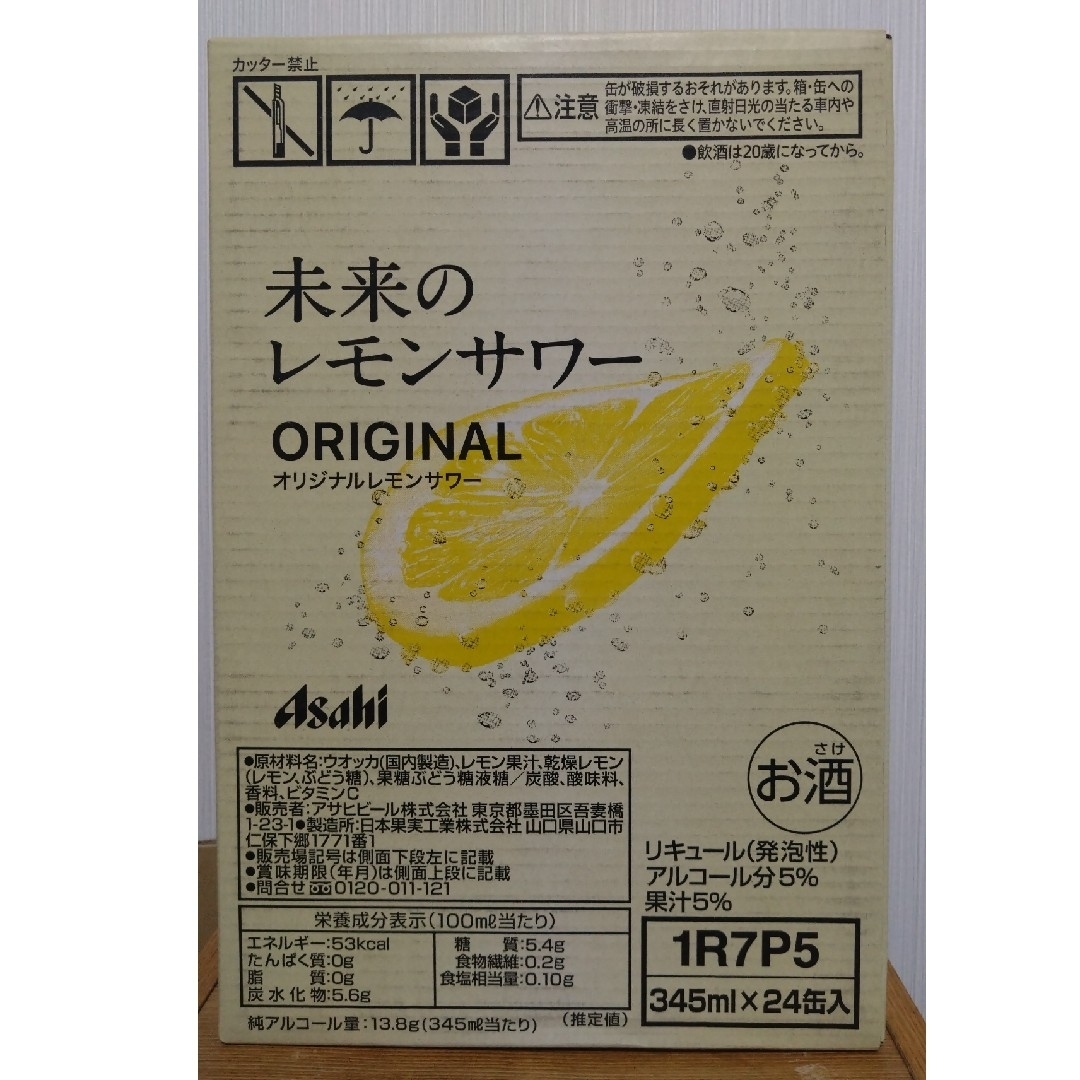 カッター禁止
⚠注意
缶が破損するおそれがあります。箱・缶への
衝撃・凍結をさけ、直射日光の当たる車内や
高温の所に長く置かないでください。
●飲酒は20歳になってから。
未来の
レモンサワー
ORIGINAL
オリジナルレモンサワー
Asahi
●原材料名:ウオッカ(国内製造)、レモン果汁、乾燥レモン
(レモン、ぶどう糖)、果糖ぶどう糖液糖/炭酸、酸味料、
香料、ビタミンC
●販売者:アサヒビール株式会社 東京都墨田区吾妻橋
1-23-1●製造所:日本果実工業株式会社 山口県山口市
仁保下郷1771番1
●販売場記号は側面下段左に記載
●賞味期限(年月)は側面上段に記載
●問合せ 0120-011-121
さけ
お酒
リキュール(発泡性)
アルコール分5%
果汁5%
栄養成分表示(100mℓ当たり)
エネルギー:53kcal
たんぱく質:0g
脂 質:0g
炭水化物:5.6g
糖 質:5.4g
食物繊維:0.2g
食塩相当量:0.10g
純アルコール量:13.8g(345mℓ当たり) (推定値)
1R7P5
345ml×24缶入